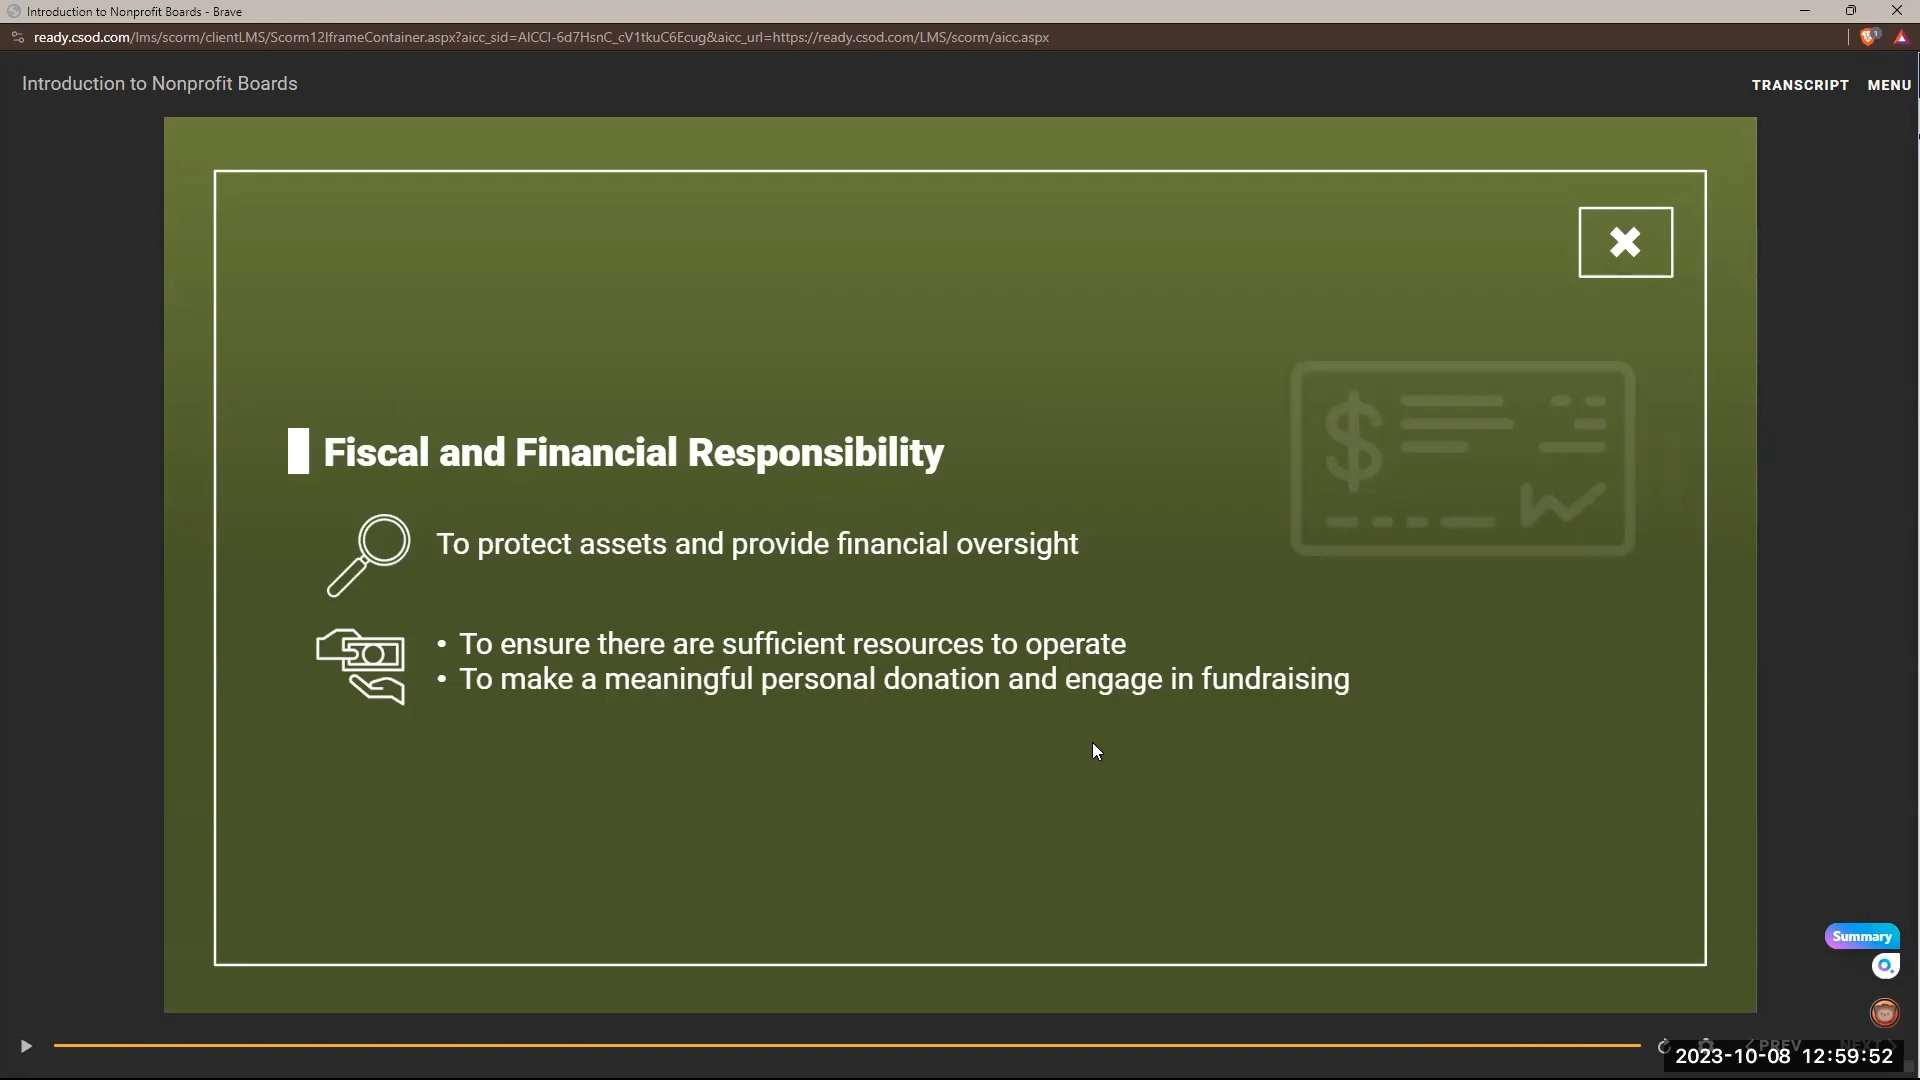 Introduction to Nonprofit Boards - Brave
ready.csod.com/lms/scorm/clientLMS/Scorm12IframeContainer.aspx?aicc_sid=AICCI-6d7HsnC_cV1tkuC6Ecug&aicc_url=https://ready.csod.com/LMS/scorm/aicc.aspx
1
Introduction to Nonprofit Boards
TRANSCRIPT MENU
Fiscal and Financial Responsibility
To protect assets and provide financial oversight
• To ensure there are sufficient resources to operate
• To make a meaningful personal donation and engage in fundraising
Summary
PREV NEXT
2023-10-08 12:59:52